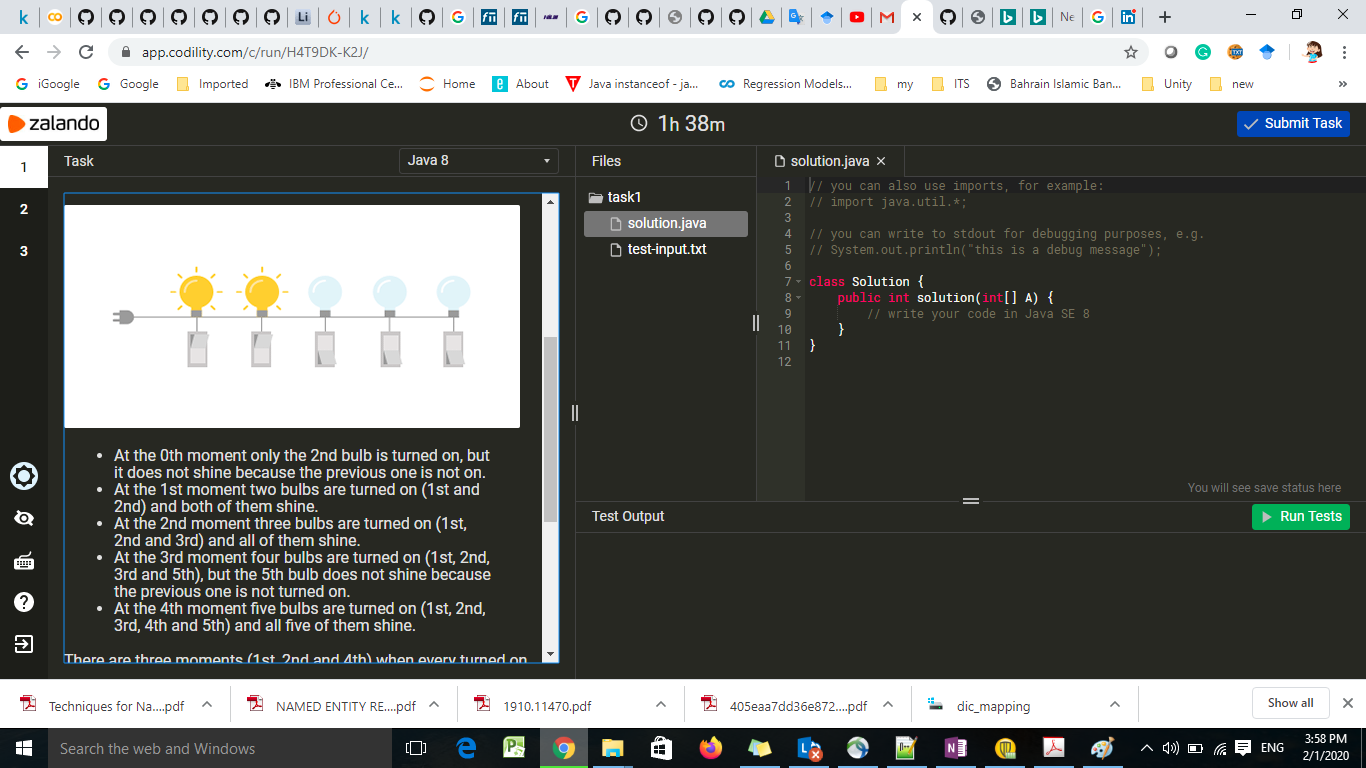 Li
Ne
app.codility.com/c/run/H4T9DK-K2J/
iGoogle
Google
Imported
IBM Professional Ce...
Home
About
Java instanceof - ja...
Regression Models...
my
ITS
Bahrain Islamic Ban...
Unity
new
»
zalando
1h 38m
Submit Task
1
2
3
Task
Java 8
Files
solution.java ×
task1
solution.java
test-input.txt
1 // you can also use imports, for example:
2 // import java.util.*;
3
4 // you can write to stdout for debugging purposes, e.g.
5 // System.out.println("this is a debug message");
6
7 class Solution {
8 public int solution(int[] A) {
9 // write your code in Java SE 8
10 }
11 }
12
• At the 0th moment only the 2nd bulb is turned on, but
it does not shine because the previous one is not on.
• At the 1st moment two bulbs are turned on (1st and
2nd) and both of them shine.
• At the 2nd moment three bulbs are turned on (1st,
2nd and 3rd) and all of them shine.
• At the 3rd moment four bulbs are turned on (1st, 2nd,
3rd and 5th), but the 5th bulb does not shine because
the previous one is not turned on.
• At the 4th moment five bulbs are turned on (1st, 2nd,
3rd, 4th and 5th) and all five of them shine.
There are three moments (1st, 2nd and 4th) when every turned on
You will see save status here
Test Output
Run Tests
Techniques for Na....pdf
NAMED ENTITY RE....pdf
1910.11470.pdf
405eaa7dd36e872....pdf
dic_mapping
Show all
Search the web and Windows
ENG
3:58 PM
2/1/2020